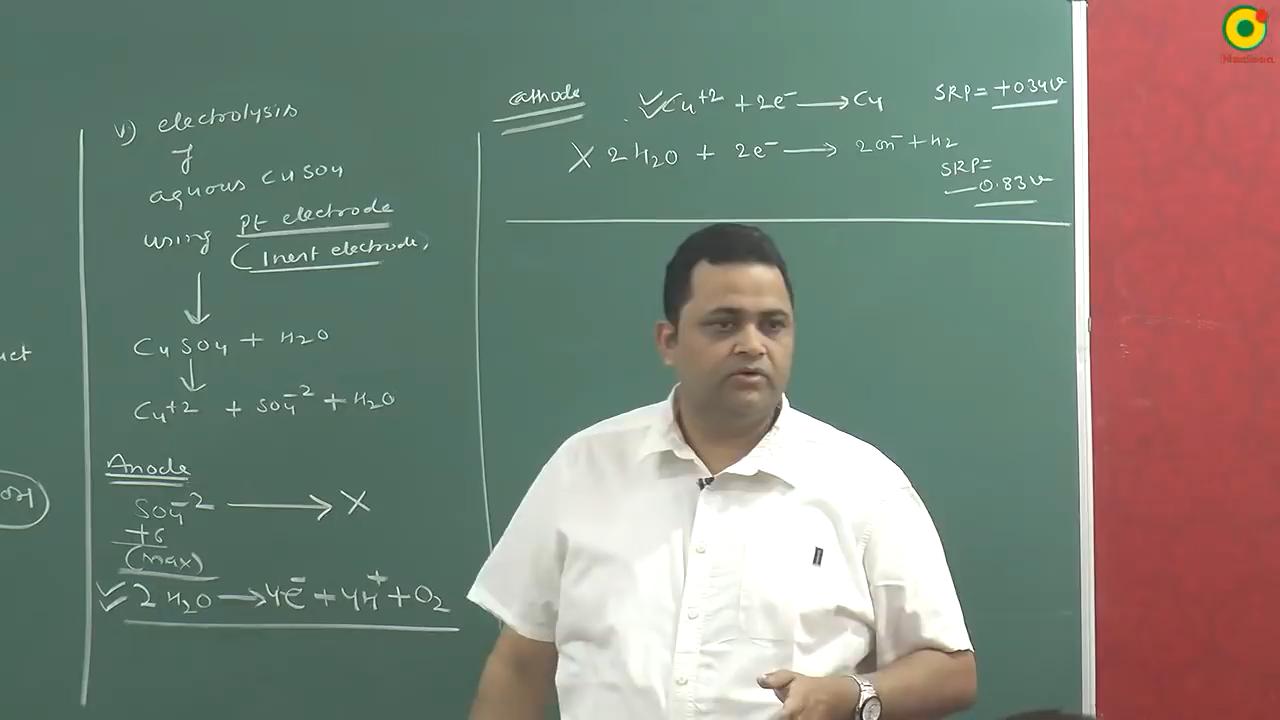 v) electrolysis
of
aquous CuSO4
using Pt electrode
(Inert electrode,
CuSO4 + H2O
Cu+2 + SO4-2 + H2O
Anode
SO4-2 ⟶ X
+6
(max)
✓✓ 2H2O ⟶ 4e- + 4H+ + O2
Cathode
✓✓ Cu+2 + 2e- ⟶ Cu SRP = +0.34V
X 2H2O + 2e- ⟶ 2OH- + H2
SRP=
-0.83V